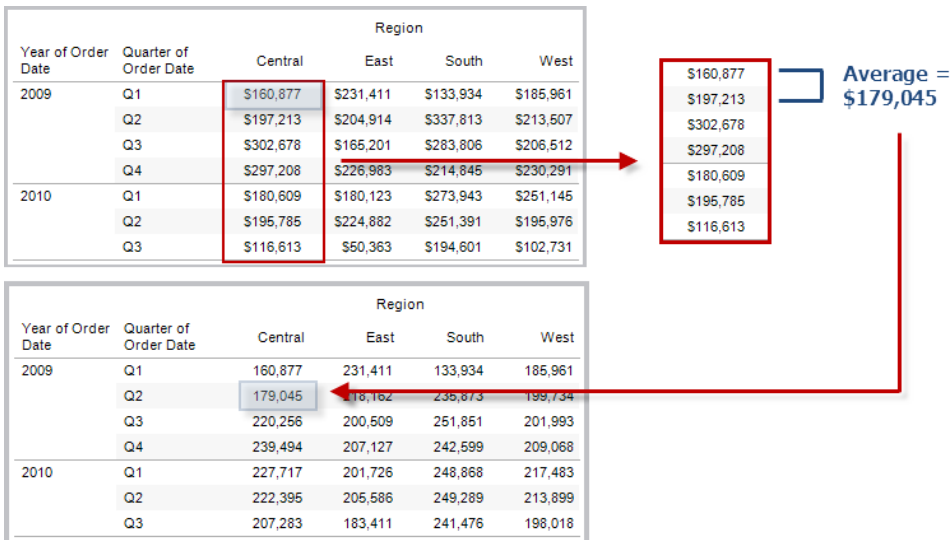 Region
Year of Order Date Quarter of Order Date Central East South West
2009 Q1 $160,877 $231,411 $133,934 $185,961
Q2 $197,213 $204,914 $337,813 $213,507
Q3 $302,678 $165,201 $283,806 $206,512
Q4 $297,208 $226,983 $214,845 $230,291
2010 Q1 $180,609 $180,123 $273,943 $251,145
Q2 $195,785 $224,882 $251,391 $195,976
Q3 $116,613 $50,363 $194,601 $102,731
$160,877
$197,213
$302,678
$297,208
$180,609
$195,785
$116,613
Average =
$179,045
Region
Year of Order Date Quarter of Order Date Central East South West
2009 Q1 160,877 231,411 133,934 185,961
Q2 179,045 218,162 235,873 199,734
Q3 220,256 200,509 251,851 201,993
Q4 239,494 207,127 242,599 209,068
2010 Q1 227,717 201,726 248,868 217,483
Q2 222,395 205,586 249,289 213,899
Q3 207,283 183,411 241,476 198,018